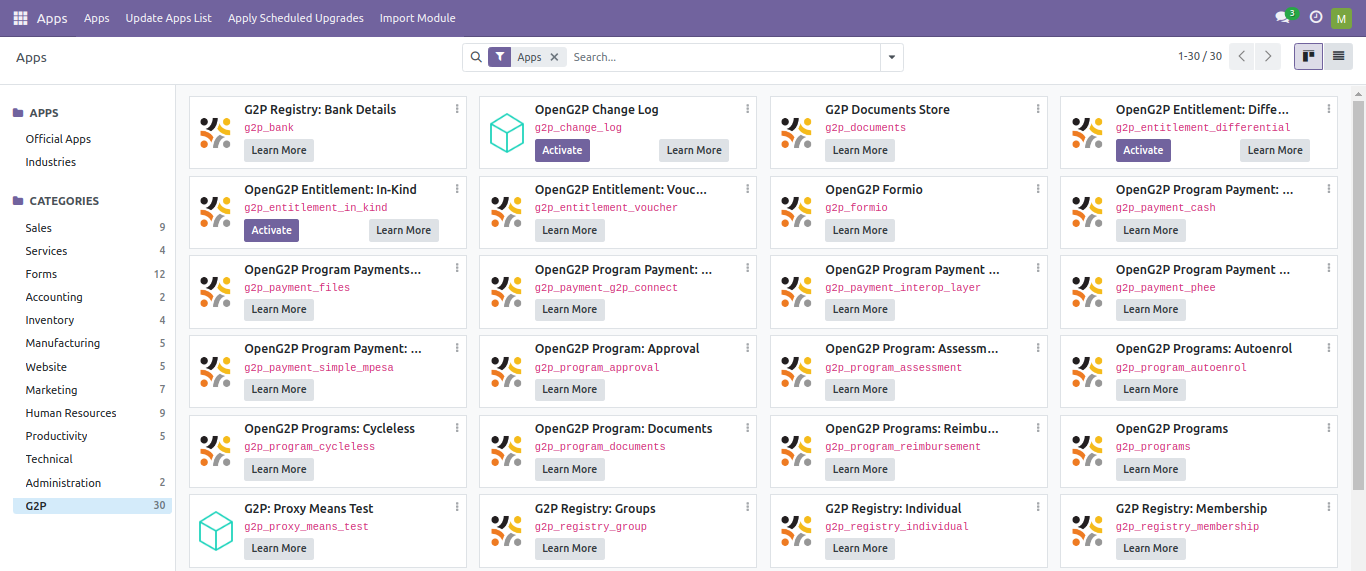 Apps Apps Update Apps List Apply Scheduled Upgrades Import Module 3 M
Apps Apps Search... 1-30 / 30
APPS
Official Apps
Industries
CATEGORIES
Sales 9
Services 4
Forms 12
Accounting 2
Inventory 4
Manufacturing 5
Website 5
Marketing 7
Human Resources 9
Productivity 5
Technical
Administration 2
G2P 30
G2P Registry: Bank Details
g2p_bank
Learn More
OpenG2P Change Log
g2p_change_log
Activate Learn More
G2P Documents Store
g2p_documents
Learn More
OpenG2P Entitlement: Diffe...
g2p_entitlement_differential
Activate Learn More
OpenG2P Entitlement: In-Kind
g2p_entitlement_in_kind
Activate Learn More
OpenG2P Entitlement: Vouc...
g2p_entitlement_voucher
Learn More
OpenG2P Formio
g2p_formio
Learn More
OpenG2P Program Payment: ...
g2p_payment_cash
Learn More
OpenG2P Program Payments...
g2p_payment_files
Learn More
OpenG2P Program Payment: ...
g2p_payment_g2p_connect
Learn More
OpenG2P Program Payment ...
g2p_payment_interop_layer
Learn More
OpenG2P Program Payment ...
g2p_payment_phee
Learn More
OpenG2P Program Payment: ...
g2p_payment_simple_mpesa
Learn More
OpenG2P Program: Approval
g2p_program_approval
Learn More
OpenG2P Program: Assessm...
g2p_program_assessment
Learn More
OpenG2P Programs: Autoenrol
g2p_program_autoenrol
Learn More
OpenG2P Programs: Cycleless
g2p_program_cycleless
Learn More
OpenG2P Program: Documents
g2p_program_documents
Learn More
OpenG2P Programs: Reimbu...
g2p_program_reimbursement
Learn More
OpenG2P Programs
g2p_programs
Learn More
G2P: Proxy Means Test
g2p_proxy_means_test
Learn More
G2P Registry: Groups
g2p_registry_group
Learn More
G2P Registry: Individual
g2p_registry_individual
Learn More
G2P Registry: Membership
g2p_registry_membership
Learn More